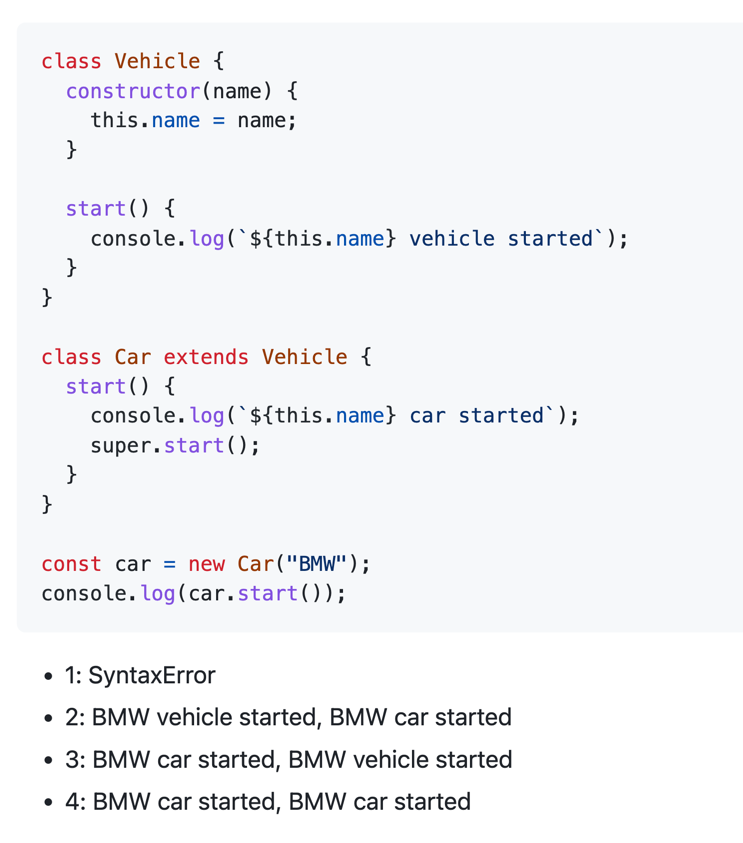 class Vehicle {
  constructor(name) {
    this.name = name;
  }

  start() {
    console.log(`${this.name} vehicle started`);
  }
}

class Car extends Vehicle {
  start() {
    console.log(`${this.name} car started`);
    super.start();
  }
}

const car = new Car("BMW");
console.log(car.start());

• 1: SyntaxError
• 2: BMW vehicle started, BMW car started
• 3: BMW car started, BMW vehicle started
• 4: BMW car started, BMW car started